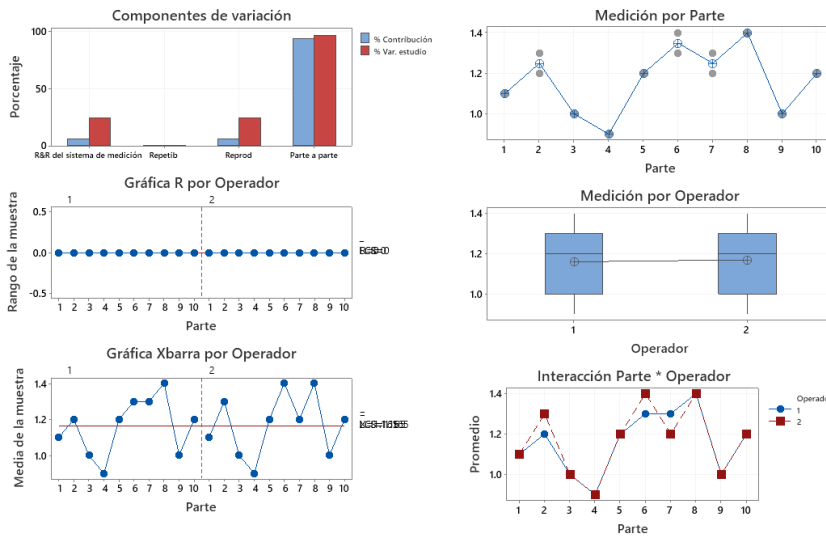 Componentes de variación
Porcentaje
100
50
0
R&R del sistema de medición Repetib Reprod Parte a parte
% Contribución
% Var. estudio
Gráfica R por Operador
Rango de la muestra
1 2
0.5
0.0
-0.5
1 2 3 4 5 6 7 8 9 10 1 2 3 4 5 6 7 8 9 10
Parte
Gráfica Xbarra por Operador
Media de la muestra
1 2
1.4
1.2
1.0
1 2 3 4 5 6 7 8 9 10 1 2 3 4 5 6 7 8 9 10
Parte
Medición por Parte
1.4
1.2
1.0
1 2 3 4 5 6 7 8 9 10
Parte
Medición por Operador
1.4
1.2
1.0
1 2
Operador
Interacción Parte * Operador
Promedio
1.4
1.2
1.0
1 2 3 4 5 6 7 8 9 10
Parte
1
2